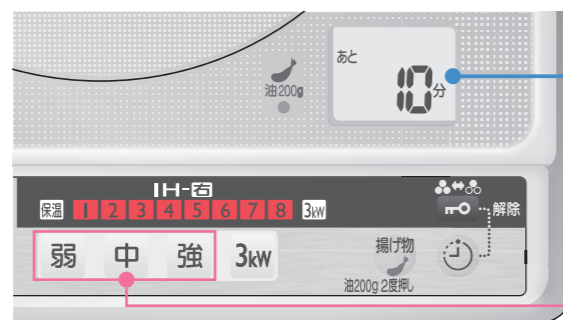 あと
10分
油200g
IH-右
保温 1 2 3 4 5 6 7 8 3kW
解除
弱 中 強 3kW
揚げ物
油200g 2度押し